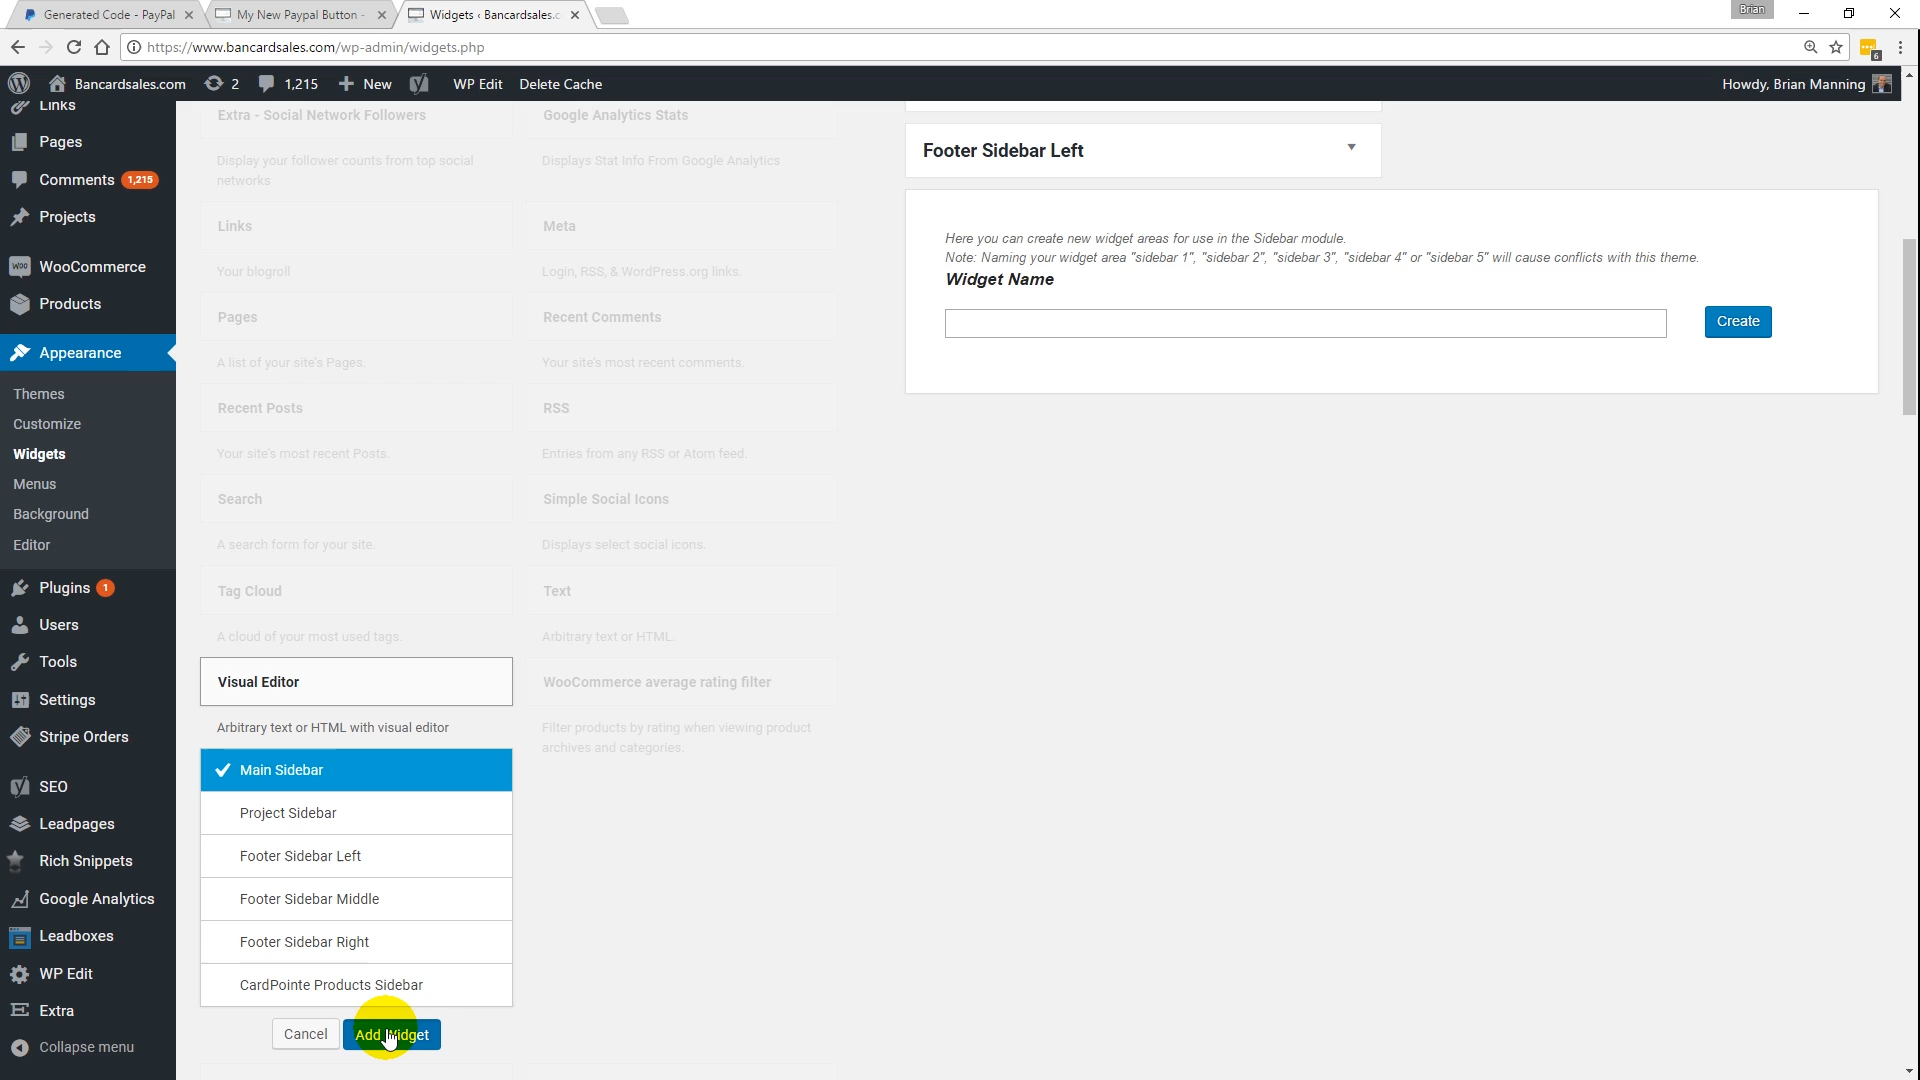 Generated Code - PayPal
My New Paypal Button -
Widgets ‹ Bancardsales.c
Brian
https://www.bancardsales.com/wp-admin/widgets.php
6
Bancardsales.com
2
1,215
New
WP Edit
Delete Cache
Howdy, Brian Manning
Links
Pages
Comments 1,215
Projects
WooCommerce
Products
Appearance
Themes
Customize
Widgets
Menus
Background
Editor
Plugins 1
Users
Tools
Settings
Stripe Orders
SEO
Leadpages
Rich Snippets
Google Analytics
Leadboxes
WP Edit
Extra
Collapse menu
Extra - Social Network Followers
Display your follower counts from top social
networks
Google Analytics Stats
Displays Stat Info From Google Analytics
Links
Your blogroll
Meta
Login, RSS, & WordPress.org links.
Pages
A list of your site's Pages.
Recent Comments
Your site's most recent comments.
Recent Posts
Your site's most recent Posts.
RSS
Entries from any RSS or Atom feed.
Search
A search form for your site.
Simple Social Icons
Displays select social icons.
Tag Cloud
A cloud of your most used tags.
Text
Arbitrary text or HTML.
Visual Editor
Arbitrary text or HTML with visual editor
WooCommerce average rating filter
Filter products by rating when viewing product
archives and categories.
Main Sidebar
Project Sidebar
Footer Sidebar Left
Footer Sidebar Middle
Footer Sidebar Right
CardPointe Products Sidebar
Cancel
Add Widget
Footer Sidebar Left
Here you can create new widget areas for use in the Sidebar module.
Note: Naming your widget area "sidebar 1", "sidebar 2", "sidebar 3", "sidebar 4" or "sidebar 5" will cause conflicts with this theme.
Widget Name
Create